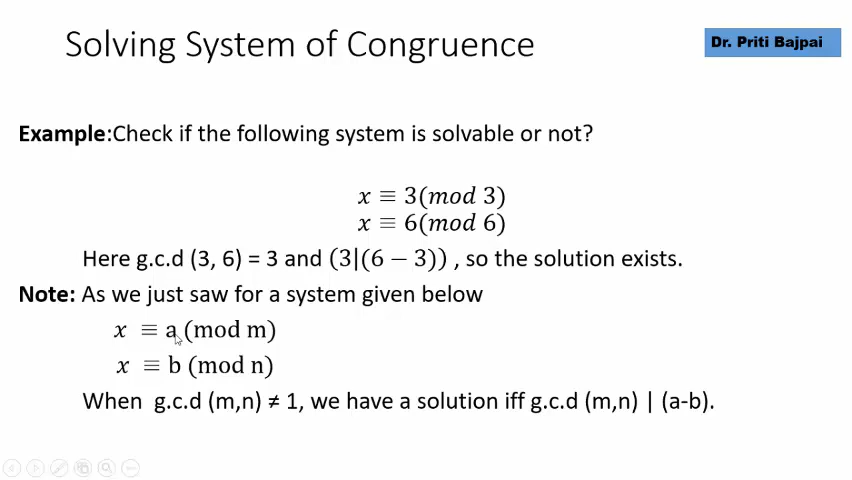 Solving System of Congruence
Dr. Priti Bajpai
Example:Check if the following system is solvable or not?
x ≡ 3(mod 3)
x ≡ 6(mod 6)
Here g.c.d (3, 6) = 3 and (3|(6 − 3)) , so the solution exists.
Note: As we just saw for a system given below
x ≡ a (mod m)
x ≡ b (mod n)
When g.c.d (m,n) ≠ 1, we have a solution iff g.c.d (m,n) | (a-b).